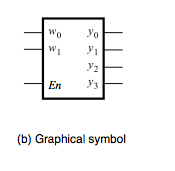 w₀ y₀
w₁ y₁
y₂
En y₃
(b) Graphical symbol